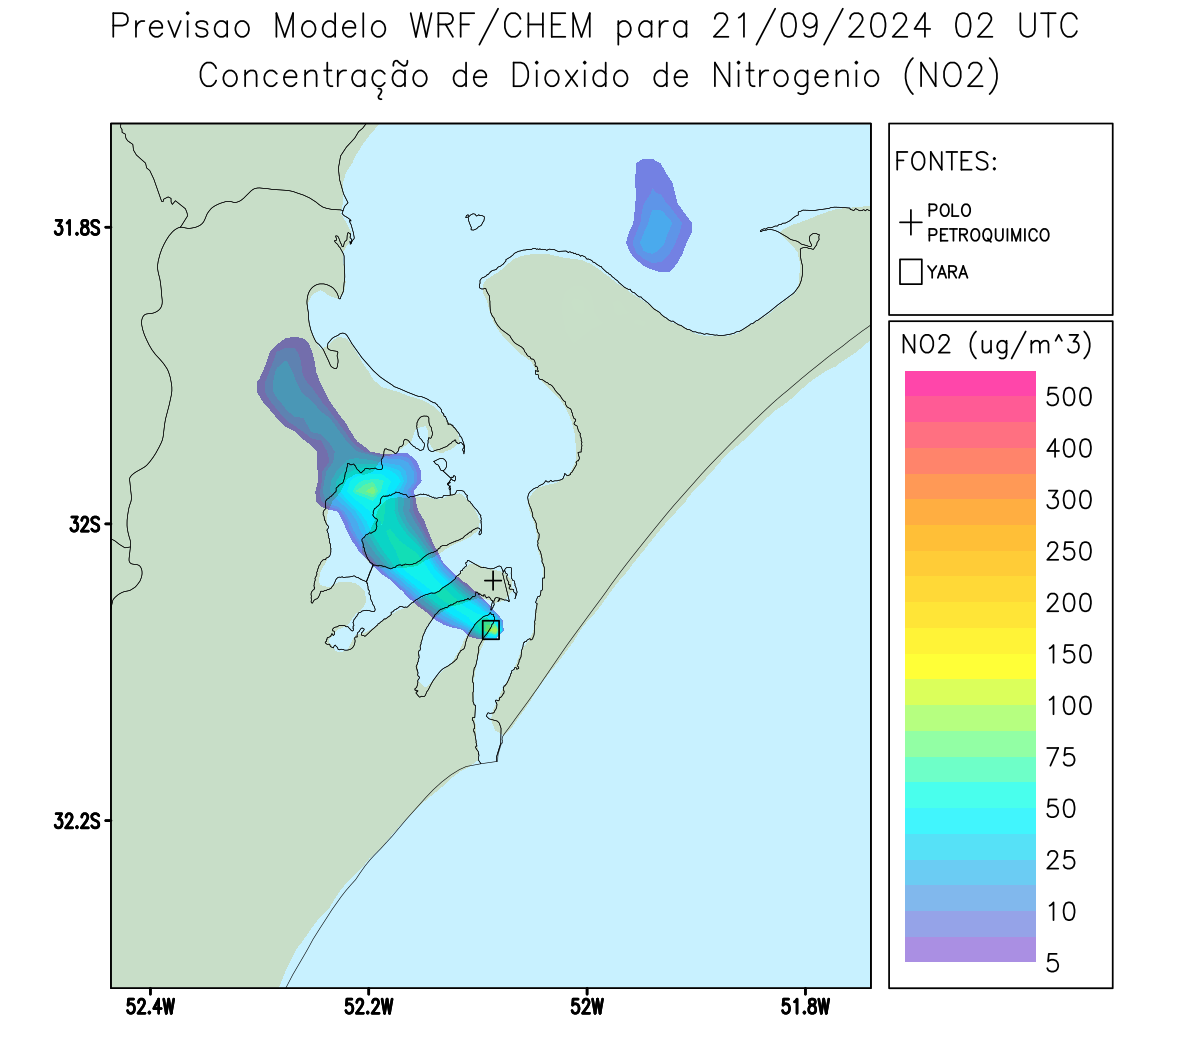 Previsao Modelo WRF/CHEM para 21/09/2024 02 UTC
Concentração de Dioxido de Nitrogenio (NO2)
FONTES:
POLO
PETROQUIMICO
YARA
31.8S
32S
32.2S
52.4W
52.2W
52W
51.8W
NO2 (ug/m^3)
500
400
300
250
200
150
100
75
50
25
10
5